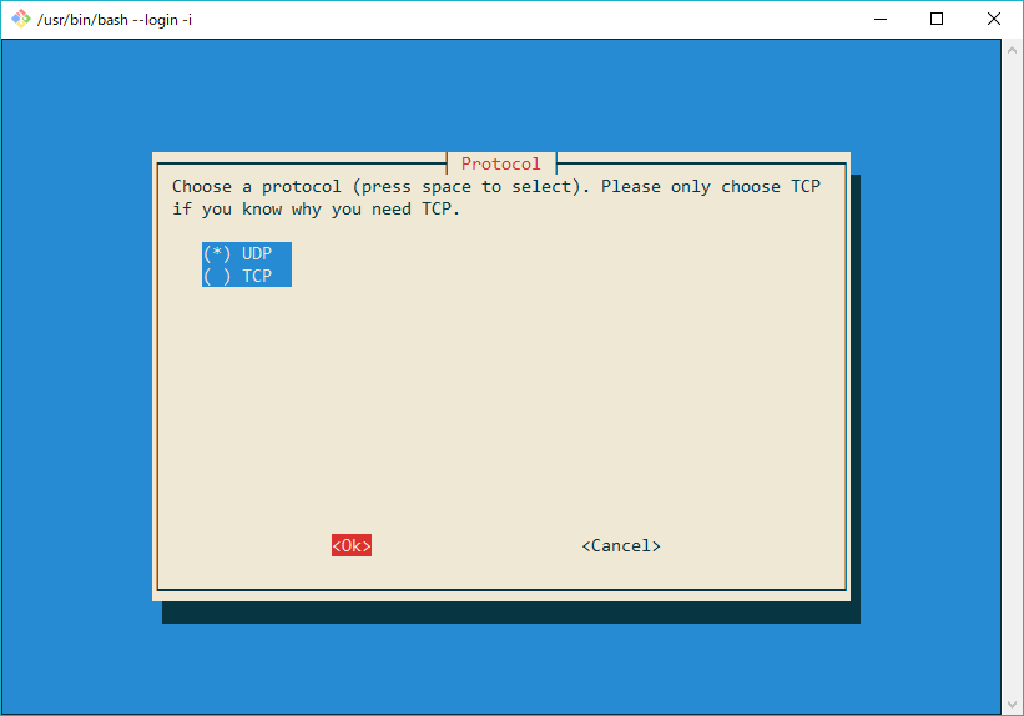 /usr/bin/bash --login -i
Protocol
Choose a protocol (press space to select). Please only choose TCP
if you know why you need TCP.
(*) UDP
( ) TCP
<Ok> <Cancel>